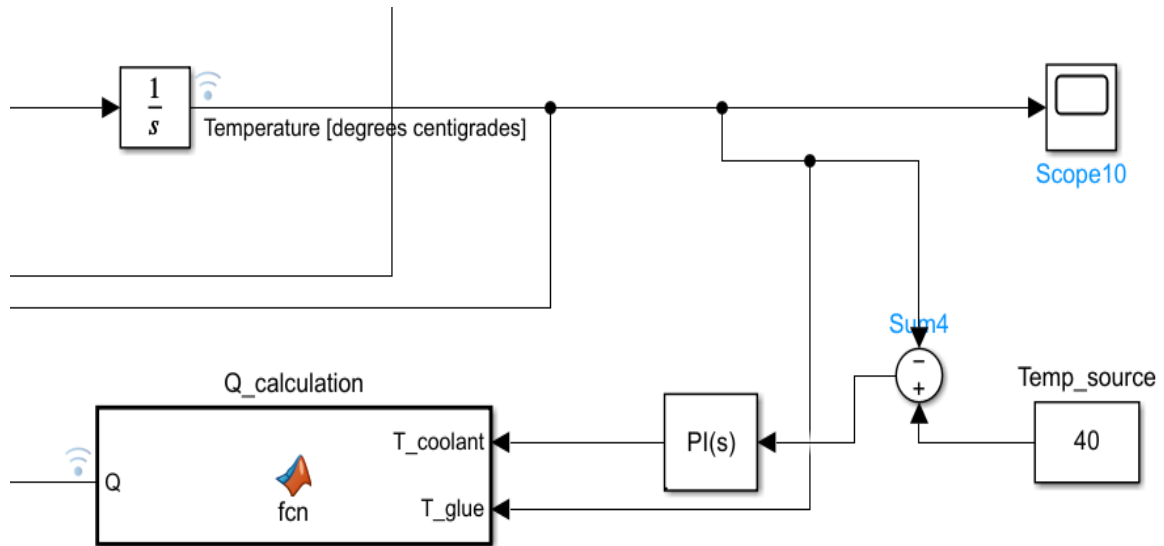 1
s
Temperature [degrees centigrades]
Scope10
Sum4
−
+
Temp_source
40
Q_calculation
PI(s)
T_coolant
Q
fcn
T_glue